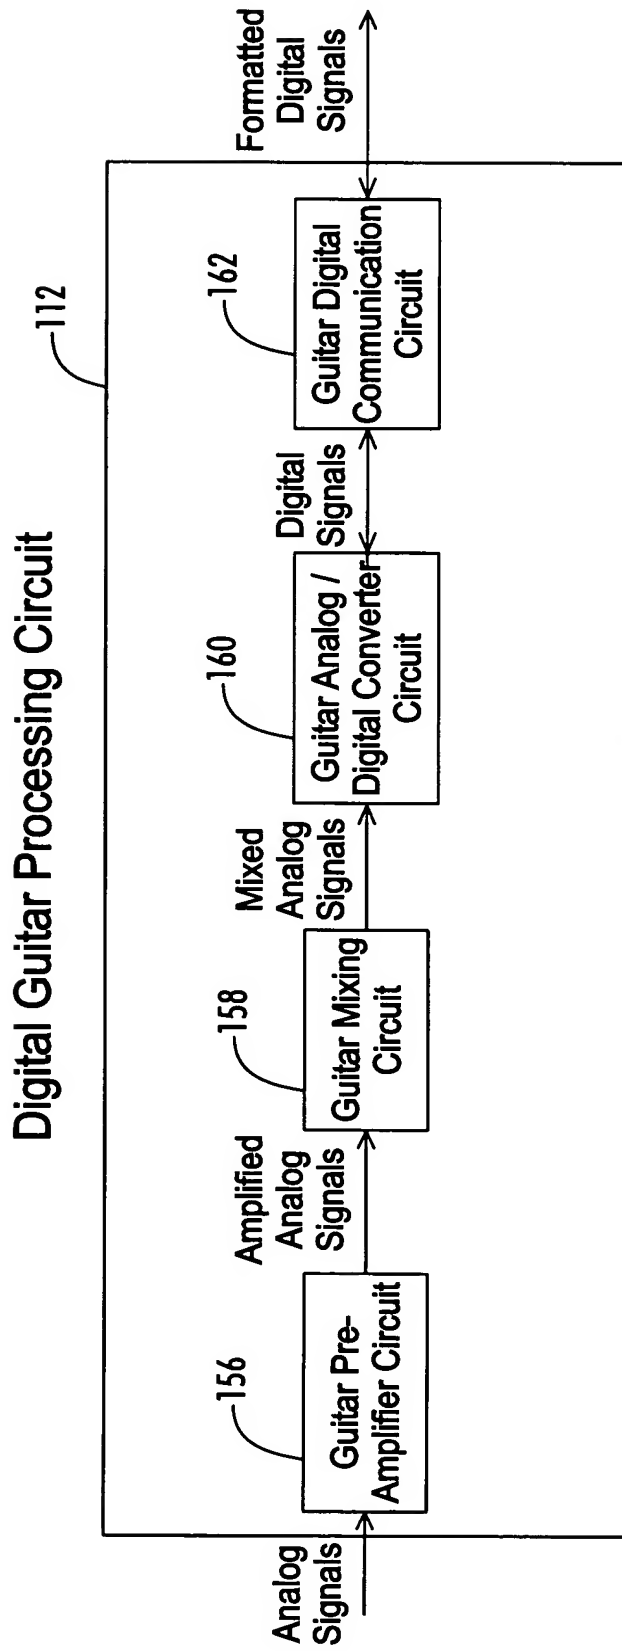 Digital Guitar Processing Circuit
112
Analog
Signals
156
Guitar Pre-
Amplifier Circuit
Amplified
Analog
Signals
158
Guitar Mixing
Circuit
Mixed
Analog
Signals
160
Guitar Analog /
Digital Converter
Circuit
Digital
Signals
162
Guitar Digital
Communication
Circuit
Formatted
Digital
Signals